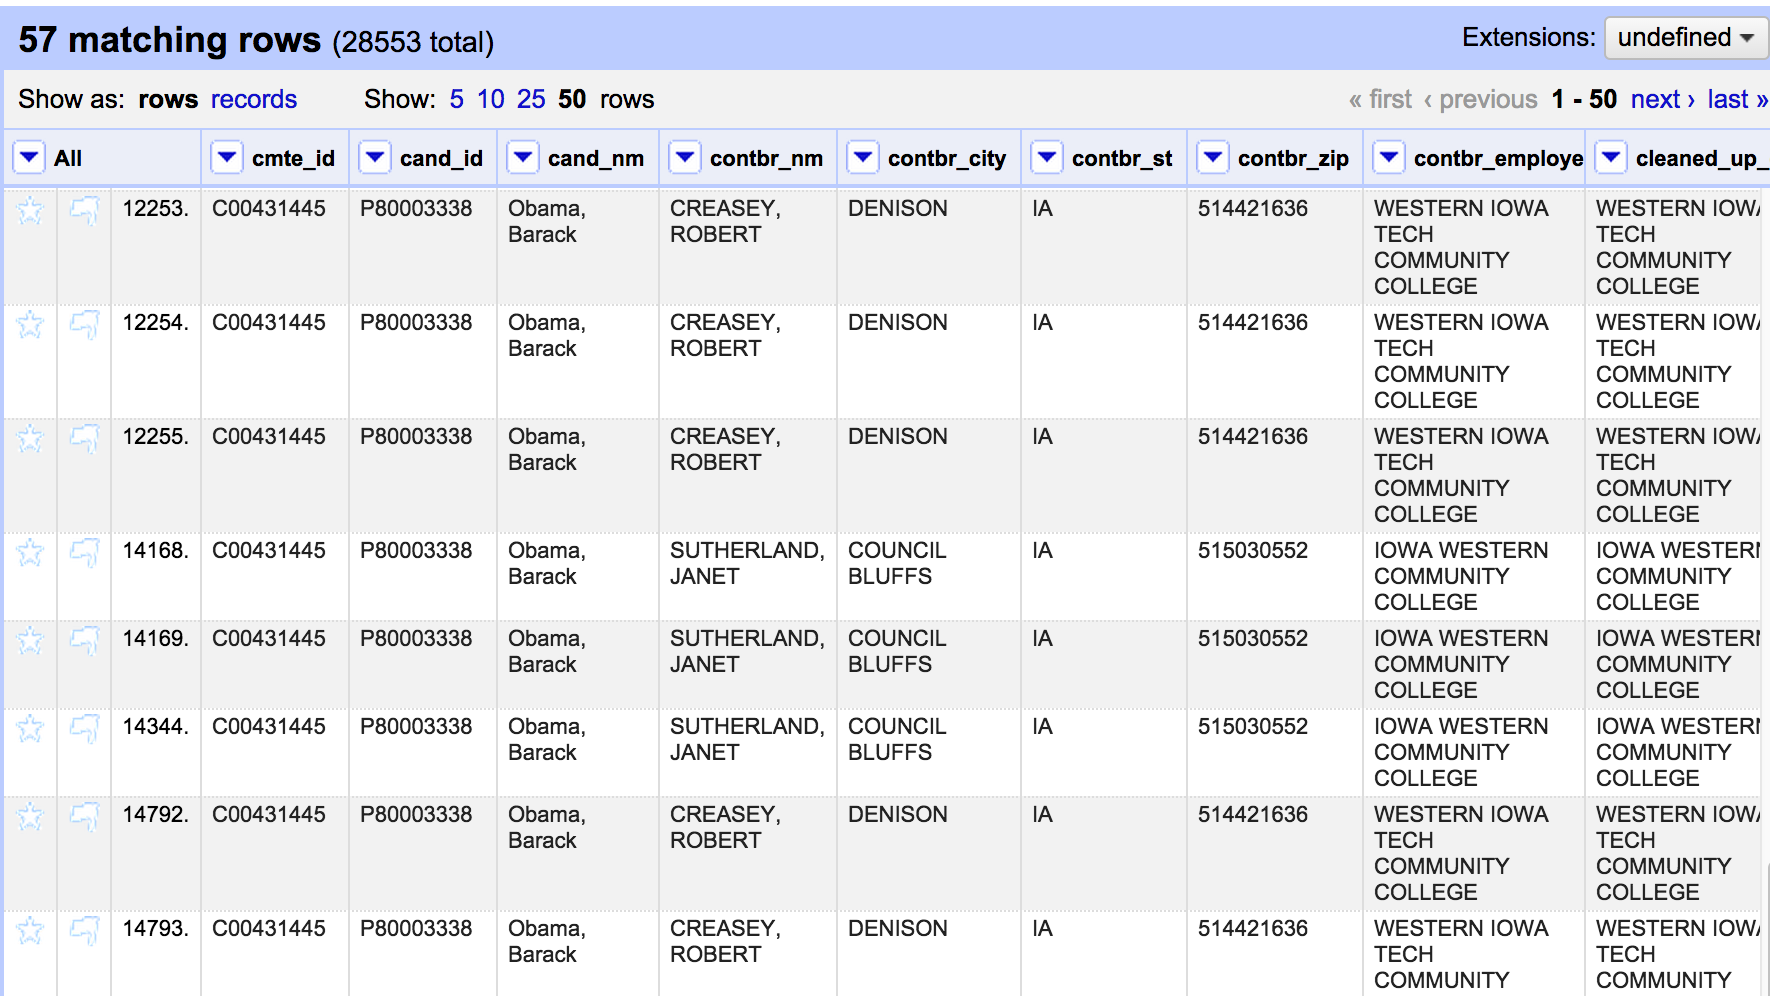 57 matching rows (28553 total) Extensions: undefined
Show as: rows records Show: 5 10 25 50 rows « first ‹ previous 1 - 50 next › last »
All cmte_id cand_id cand_nm contbr_nm contbr_city contbr_st contbr_zip contbr_employe cleaned_up_
12253. C00431445 P80003338 Obama, CREASEY, DENISON IA 514421636 WESTERN IOWA WESTERN IOWA
Barack ROBERT TECH TECH
COMMUNITY COMMUNITY
COLLEGE COLLEGE
12254. C00431445 P80003338 Obama, CREASEY, DENISON IA 514421636 WESTERN IOWA WESTERN IOWA
Barack ROBERT TECH TECH
COMMUNITY COMMUNITY
COLLEGE COLLEGE
12255. C00431445 P80003338 Obama, CREASEY, DENISON IA 514421636 WESTERN IOWA WESTERN IOWA
Barack ROBERT TECH TECH
COMMUNITY COMMUNITY
COLLEGE COLLEGE
14168. C00431445 P80003338 Obama, SUTHERLAND, COUNCIL IA 515030552 IOWA WESTERN IOWA WESTERN
Barack JANET BLUFFS COMMUNITY COMMUNITY
COLLEGE COLLEGE
14169. C00431445 P80003338 Obama, SUTHERLAND, COUNCIL IA 515030552 IOWA WESTERN IOWA WESTERN
Barack JANET BLUFFS COMMUNITY COMMUNITY
COLLEGE COLLEGE
14344. C00431445 P80003338 Obama, SUTHERLAND, COUNCIL IA 515030552 IOWA WESTERN IOWA WESTERN
Barack JANET BLUFFS COMMUNITY COMMUNITY
COLLEGE COLLEGE
14792. C00431445 P80003338 Obama, CREASEY, DENISON IA 514421636 WESTERN IOWA WESTERN IOWA
Barack ROBERT TECH TECH
COMMUNITY COMMUNITY
COLLEGE COLLEGE
14793. C00431445 P80003338 Obama, CREASEY, DENISON IA 514421636 WESTERN IOWA WESTERN IOWA
Barack ROBERT TECH TECH
COMMUNITY COMMUNITY